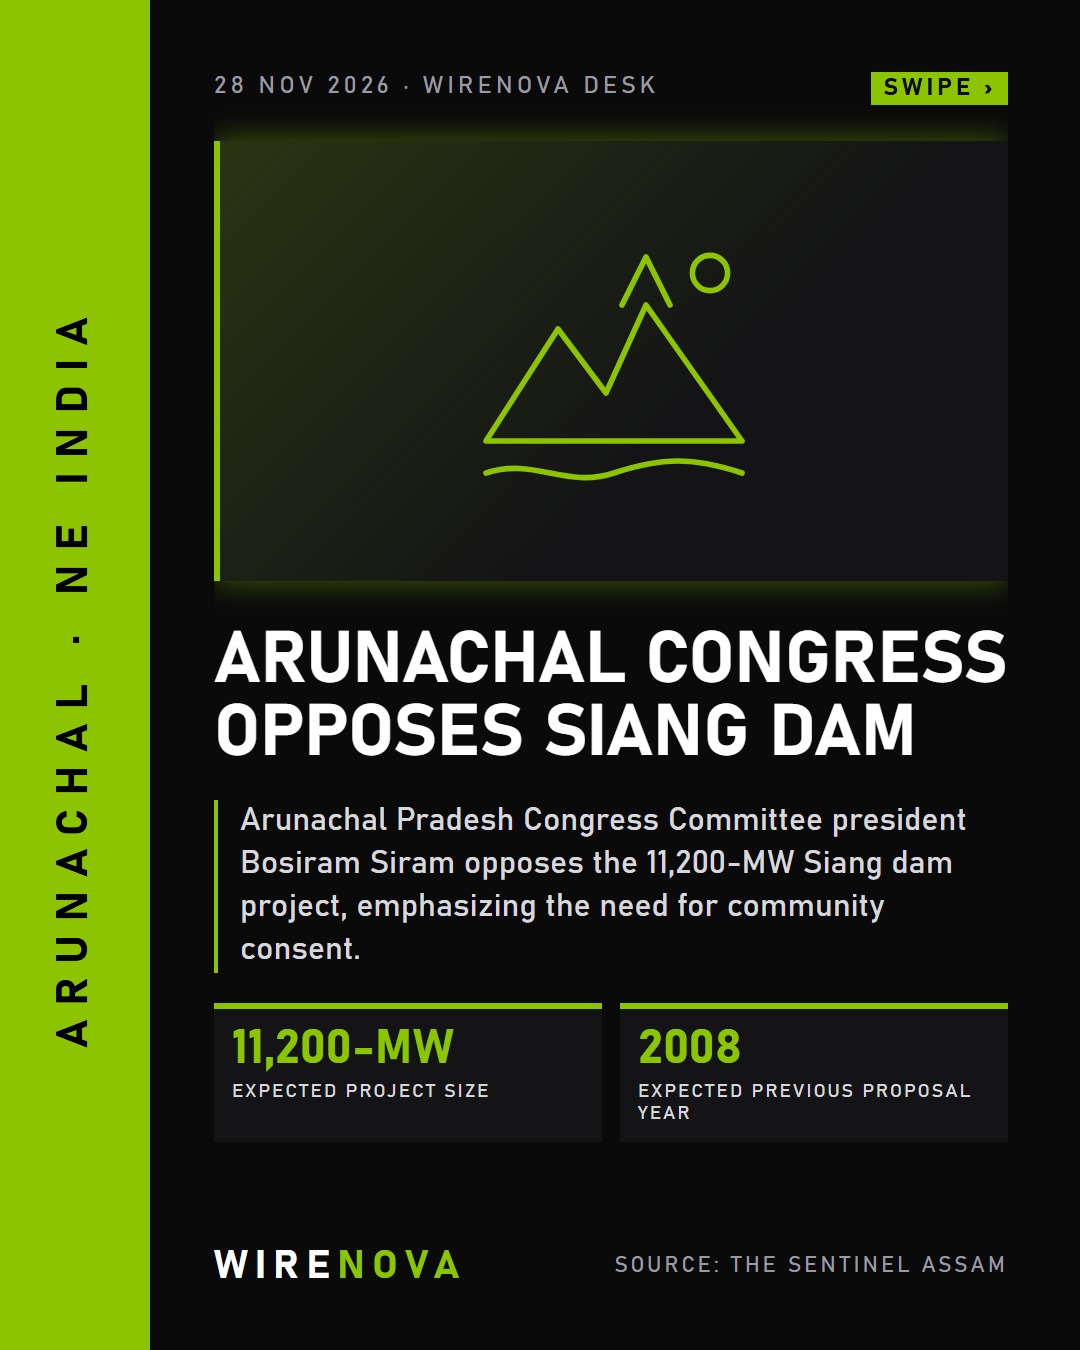 ARUNACHAL · NE INDIA
28 NOV 2026 · WIRENOVA DESK
SWIPE ›
ARUNACHAL CONGRESS
OPPOSES SIANG DAM
Arunachal Pradesh Congress Committee president
Bosiram Siram opposes the 11,200-MW Siang dam
project, emphasizing the need for community
consent.
11,200-MW
EXPECTED PROJECT SIZE
2008
EXPECTED PREVIOUS PROPOSAL
YEAR
WIRENOVA
SOURCE: THE SENTINEL ASSAM